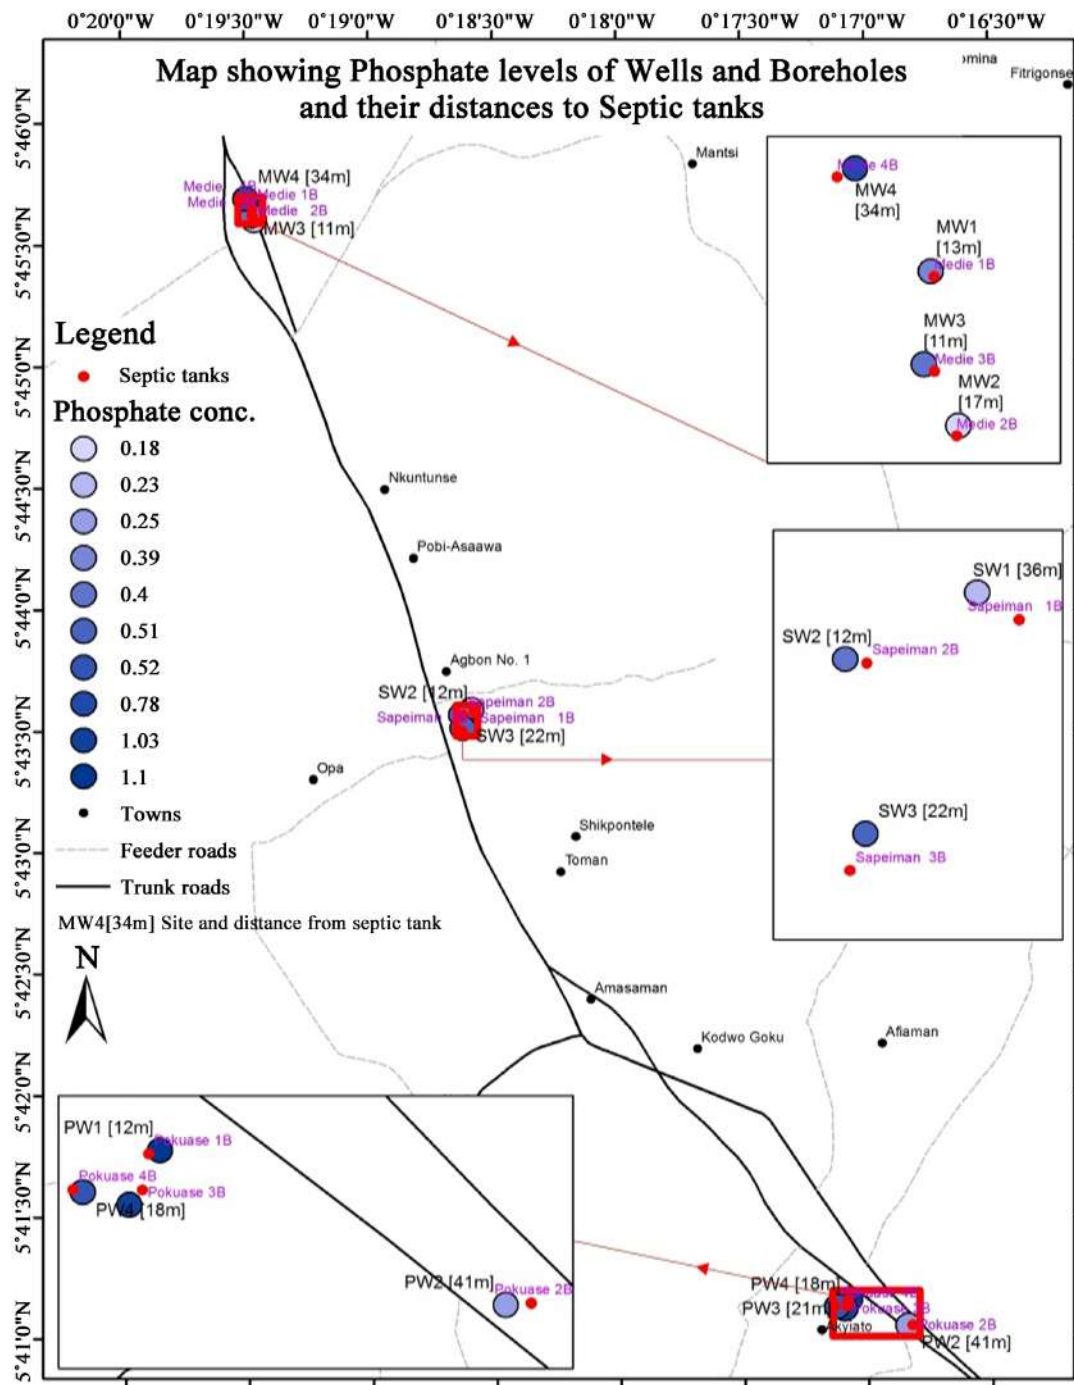 0°20'0"W 0°19'30"W 0°19'0"W 0°18'30"W 0°18'0"W 0°17'30"W 0°17'0"W 0°16'30"W
Map showing Phosphate levels of Wells and Boreholes
and their distances to Septic tanks
Fitrigonse
Mantsi
5°46'0"N
5°45'30"N
5°45'0"N
5°44'30"N
5°44'0"N
5°43'30"N
5°43'0"N
5°42'30"N
5°42'0"N
5°41'30"N
5°41'0"N
MW4 [34m]
Medie
Medie 1B
Medie
Medie 2B
MW3 [11m]
4B
MW4
[34m]
MW1
[13m]
Medie 1B
MW3
[11m]
Medie 3B
MW2
[17m]
Medie 2B
Legend
Septic tanks
Phosphate conc.
0.18
0.23
0.25
0.39
0.4
0.51
0.52
0.78
1.03
1.1
Towns
Feeder roads
Trunk roads
MW4[34m] Site and distance from septic tank
N
Nkuntunse
Pobi-Asaawa
Agbon No. 1
SW2 [12m]
Sapeiman 2B
Sapeiman
Sapeiman 1B
SW3 [22m]
Opa
Shikpontele
Toman
Amasaman
Kodwo Goku
Afiaman
SW1 [36m]
Sapeiman 1B
SW2 [12m]
Sapeiman 2B
SW3 [22m]
Sapeiman 3B
PW1 [12m]
Pokuase 1B
Pokuase 4B
Pokuase 3B
PW4 [18m]
PW2 [41m]
Pokuase 2B
PW4 [18m]
PW3 [21m]
Akyiato
Pokuase 2B
PW2 [41m]